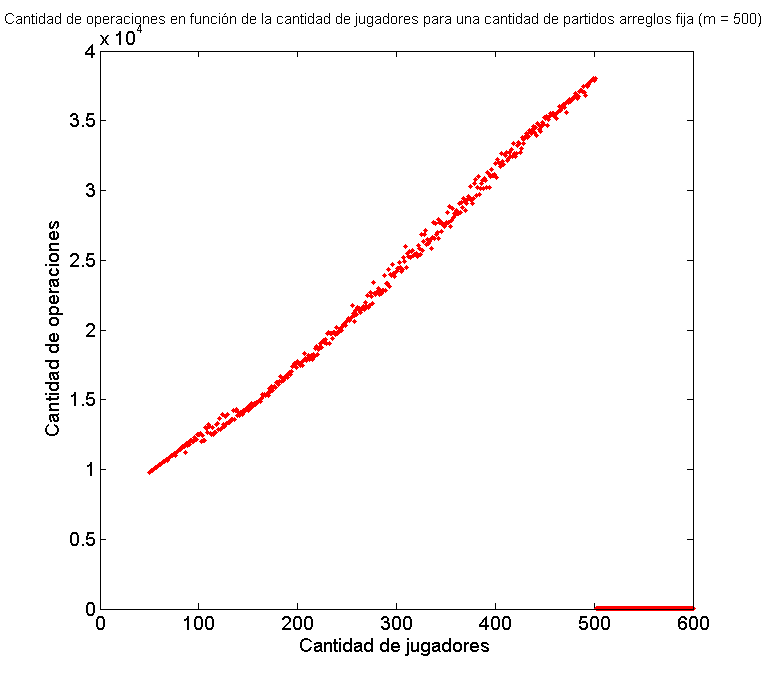 Cantidad de operaciones en función de la cantidad de jugadores para una cantidad de partidos arreglos fija (m = 500)
x 10^4
4
3.5
3
2.5
2
1.5
1
0.5
0
Cantidad de operaciones
0 100 200 300 400 500 600
Cantidad de jugadores